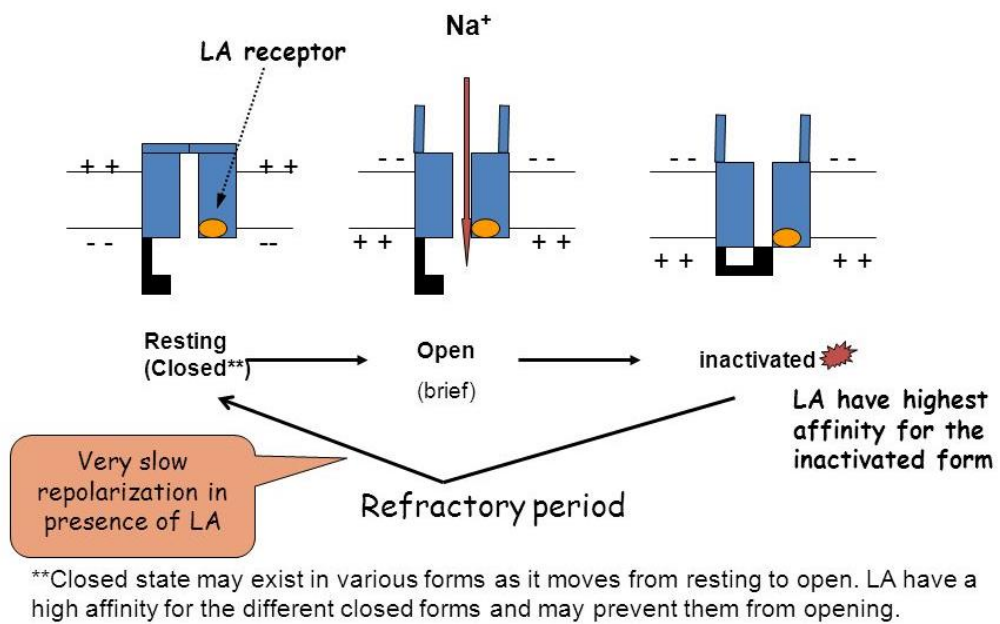 Na⁺
LA receptor
+ + + +
- - --
- - - -
+ + + +
- - - -
+ + + +
Resting
(Closed**)
Open
(brief)
inactivated
LA have highest
affinity for the
inactivated form
Very slow
repolarization in
presence of LA
Refractory period
**Closed state may exist in various forms as it moves from resting to open. LA have a
high affinity for the different closed forms and may prevent them from opening.